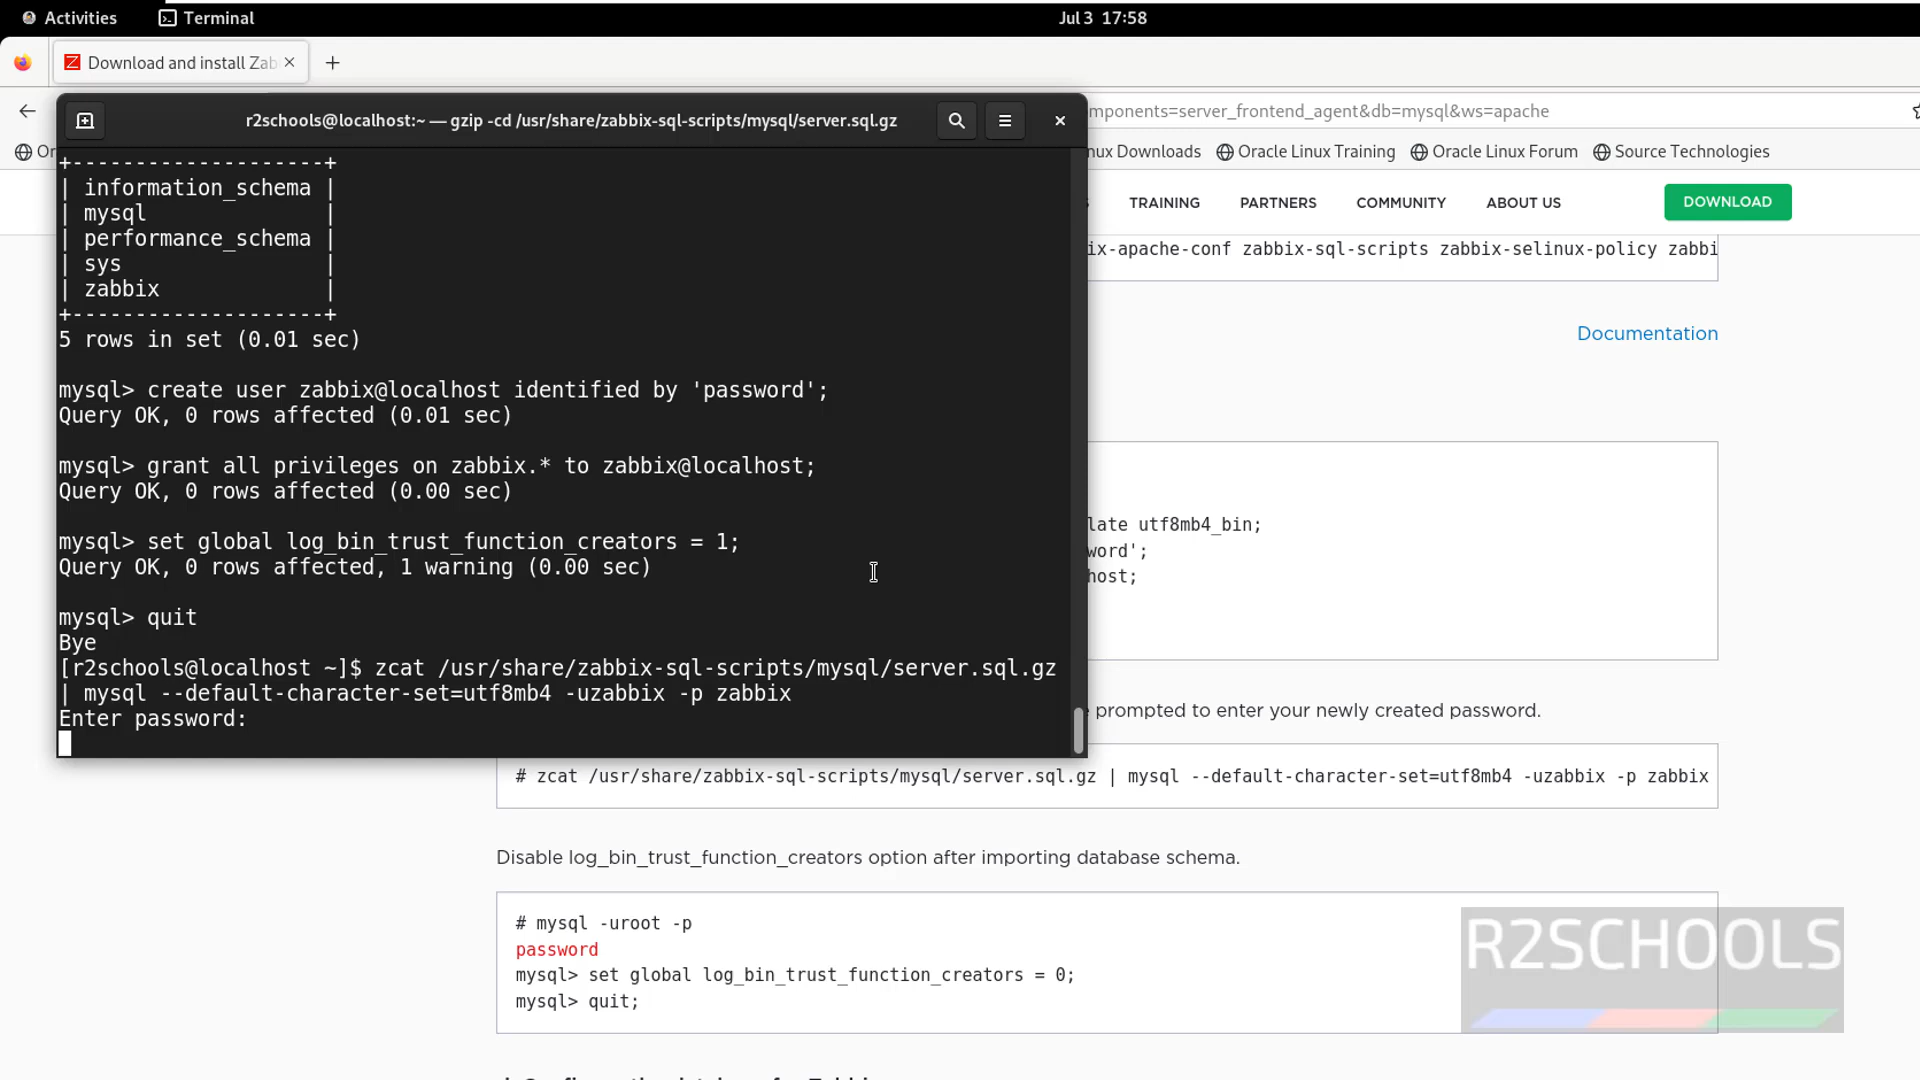 Activities
Terminal
Jul 3 17:58
Download and install Zab
r2schools@localhost:~ — gzip -cd /usr/share/zabbix-sql-scripts/mysql/server.sql.gz
mponents=server_frontend_agent&db=mysql&ws=apache
Or
nux Downloads
Oracle Linux Training
Oracle Linux Forum
Source Technologies
TRAINING
PARTNERS
COMMUNITY
ABOUT US
DOWNLOAD
+--------------------+
| information_schema |
| mysql              |
| performance_schema |
| sys                |
| zabbix             |
+--------------------+
5 rows in set (0.01 sec)
mysql> create user zabbix@localhost identified by 'password';
Query OK, 0 rows affected (0.01 sec)
mysql> grant all privileges on zabbix.* to zabbix@localhost;
Query OK, 0 rows affected (0.00 sec)
mysql> set global log_bin_trust_function_creators = 1;
Query OK, 0 rows affected, 1 warning (0.00 sec)
mysql> quit
Bye
[r2schools@localhost ~]$ zcat /usr/share/zabbix-sql-scripts/mysql/server.sql.gz
| mysql --default-character-set=utf8mb4 -uzabbix -p zabbix
Enter password:
ix-apache-conf zabbix-sql-scripts zabbix-selinux-policy zabbi
Documentation
late utf8mb4_bin;
word';
host;
prompted to enter your newly created password.
# zcat /usr/share/zabbix-sql-scripts/mysql/server.sql.gz | mysql --default-character-set=utf8mb4 -uzabbix -p zabbix
Disable log_bin_trust_function_creators option after importing database schema.
# mysql -uroot -p
password
mysql> set global log_bin_trust_function_creators = 0;
mysql> quit;
R2SCHOOLS